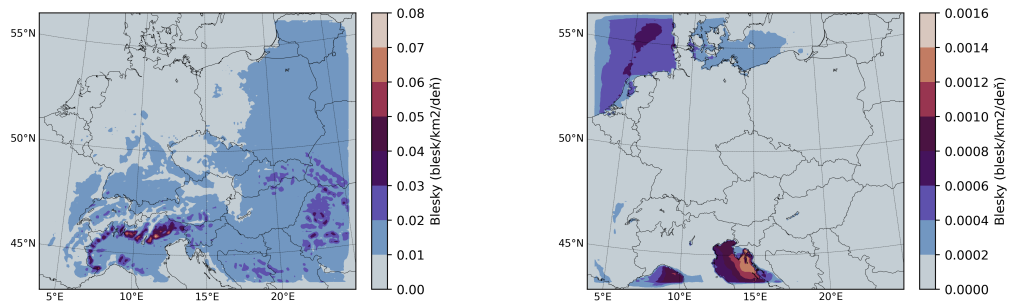 55°N
50°N
45°N
5°E 10°E 15°E 20°E
0.08
0.07
0.06
0.05
0.04
0.03
0.02
0.01
0.00
Blesky (blesk/km2/deň)
55°N
50°N
45°N
5°E 10°E 15°E 20°E
0.0016
0.0014
0.0012
0.0010
0.0008
0.0006
0.0004
0.0002
0.0000
Blesky (blesk/km2/deň)